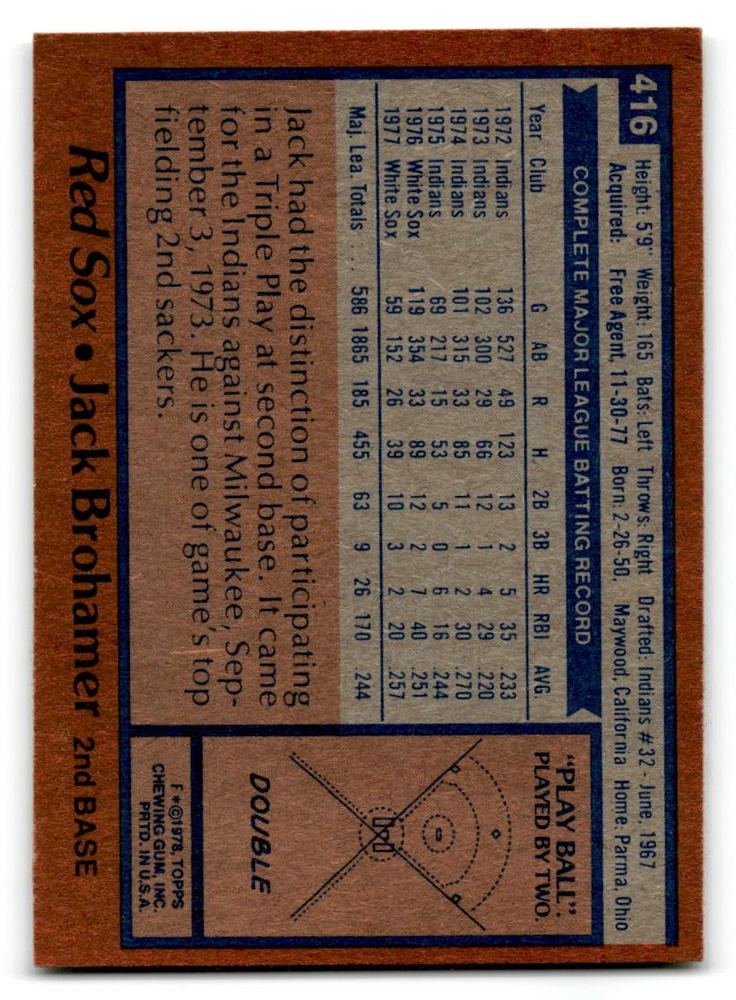 416
Height: 5'9" Weight: 165 Bats: Left Throws: Right Drafted: Indians #32 - June, 1967
Acquired: Free Agent, 11-30-77 Born: 2-26-50, Maywood, California Home: Parma, Ohio
COMPLETE MAJOR LEAGUE BATTING RECORD
Year Club G AB R H 2B 3B HR RBI AVG
1972 Indians 136 527 49 123 13 2 5 35 .233
1973 Indians 102 300 29 66 12 1 4 29 .220
1974 Indians 101 315 33 85 11 1 2 30 .270
1975 Indians 69 217 15 53 5 0 6 16 .244
1976 White Sox 119 354 33 89 12 2 7 40 .251
1977 White Sox 59 152 26 39 10 3 2 20 .257
Maj. Lea. Totals ... 586 1865 185 455 63 9 26 170 .244
Jack had the distinction of participating
in a Triple Play at second base. It came
for the Indians against Milwaukee, Sep-
tember 3, 1973. He is one of game's top
fielding 2nd sackers.
"PLAY BALL".
PLAYED BY TWO.
DOUBLE
F*©1978, TOPPS
CHEWING GUM, INC.
PRTD. IN U.S.A.
Red Sox • Jack Brohamer 2nd BASE